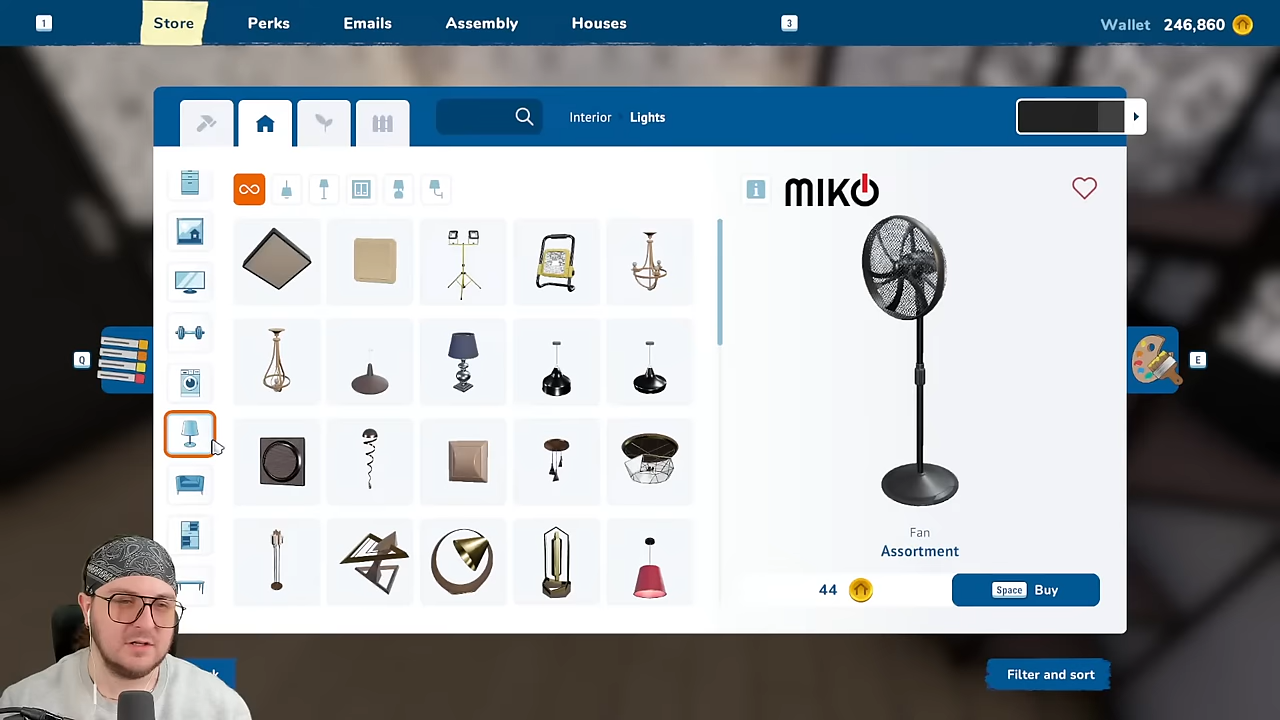 1 Store Perks Emails Assembly Houses 3 Wallet 246,860
Interior Lights
MIKO
Q
E
Fan
Assortment
44 Space Buy
Filter and sort